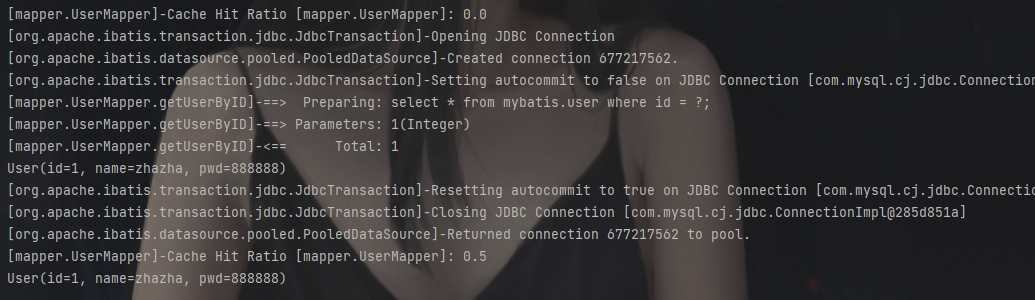 [mapper.UserMapper]-Cache Hit Ratio [mapper.UserMapper]: 0.0
[org.apache.ibatis.transaction.jdbc.JdbcTransaction]-Opening JDBC Connection
[org.apache.ibatis.datasource.pooled.PooledDataSource]-Created connection 677217562.
[org.apache.ibatis.transaction.jdbc.JdbcTransaction]-Setting autocommit to false on JDBC Connection [com.mysql.cj.jdbc.Connection
[mapper.UserMapper.getUserByID]-==>  Preparing: select * from mybatis.user where id = ?;
[mapper.UserMapper.getUserByID]-==> Parameters: 1(Integer)
[mapper.UserMapper.getUserByID]-<==      Total: 1
User(id=1, name=zhazha, pwd=888888)
[org.apache.ibatis.transaction.jdbc.JdbcTransaction]-Resetting autocommit to true on JDBC Connection [com.mysql.cj.jdbc.Connectio
[org.apache.ibatis.transaction.jdbc.JdbcTransaction]-Closing JDBC Connection [com.mysql.cj.jdbc.ConnectionImpl@285d851a]
[org.apache.ibatis.datasource.pooled.PooledDataSource]-Returned connection 677217562 to pool.
[mapper.UserMapper]-Cache Hit Ratio [mapper.UserMapper]: 0.5
User(id=1, name=zhazha, pwd=888888)